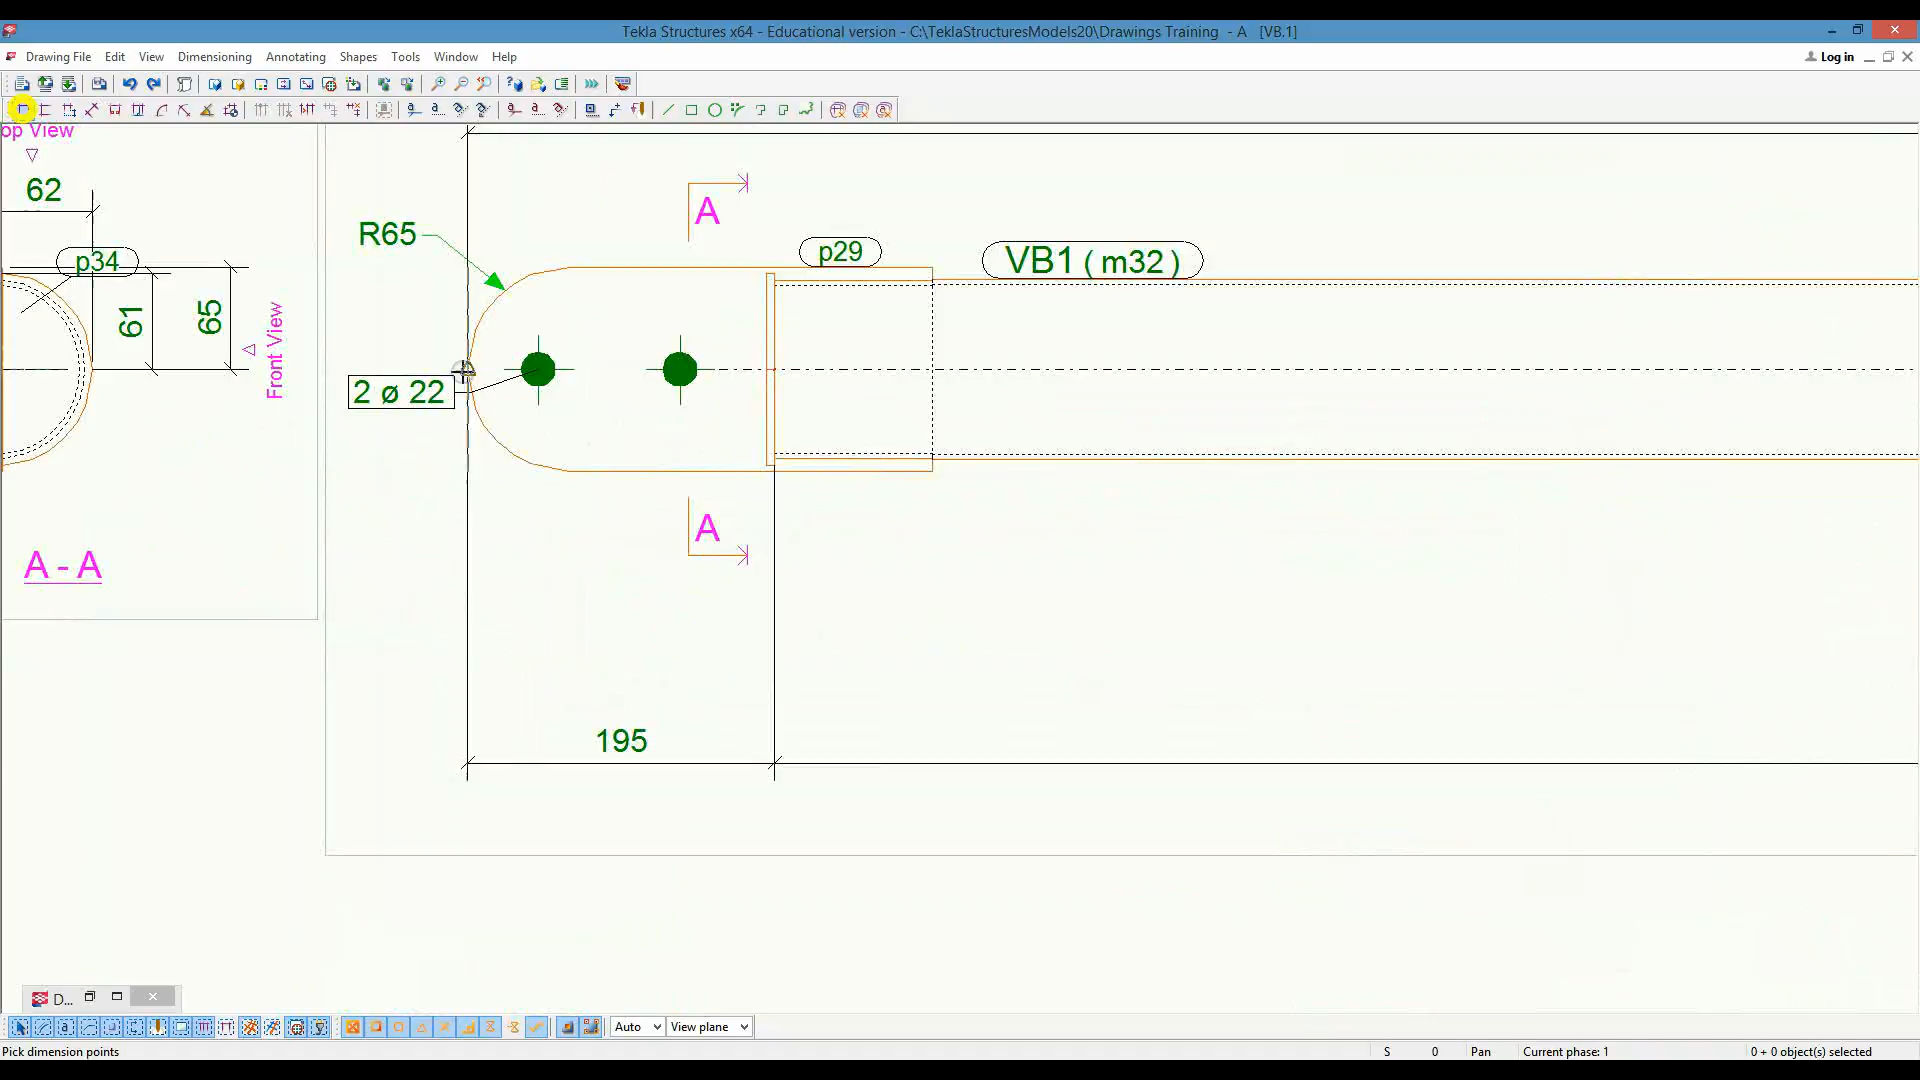 Tekla Structures x64 - Educational version - C:\TeklaStructuresModels20\Drawings Training - A [VB.1]
Drawing File Edit View Dimensioning Annotating Shapes Tools Window Help
Log in
op View
62
p34
61
65
Front View
A - A
R65
A
p29
VB1 ( m32 )
2 ø 22
A
195
D...
Auto
View plane
Pick dimension points
S 0 Pan Current phase: 1 0 + 0 object(s) selected